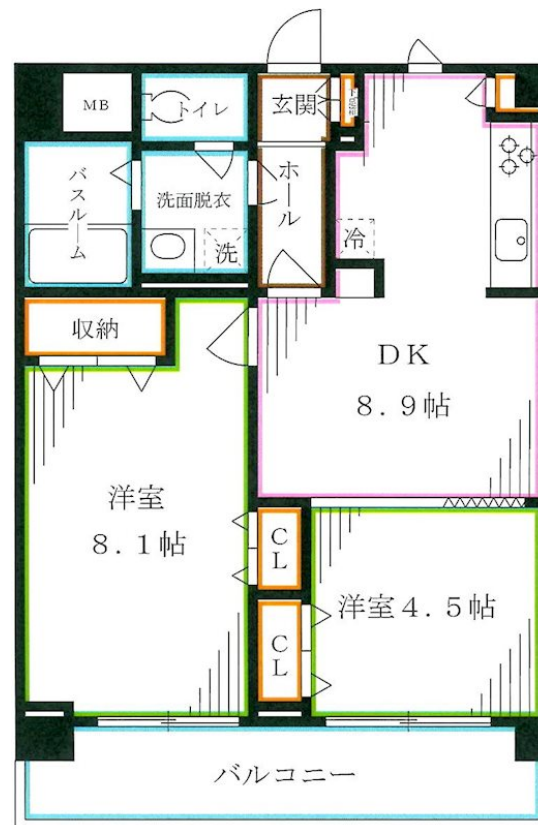 MB
トイレ
玄関
バスルーム
洗面脱衣
洗
ホール
冷
収納
DK
8.9帖
洋室
8.1帖
CL
CL
洋室4.5帖
バルコニー